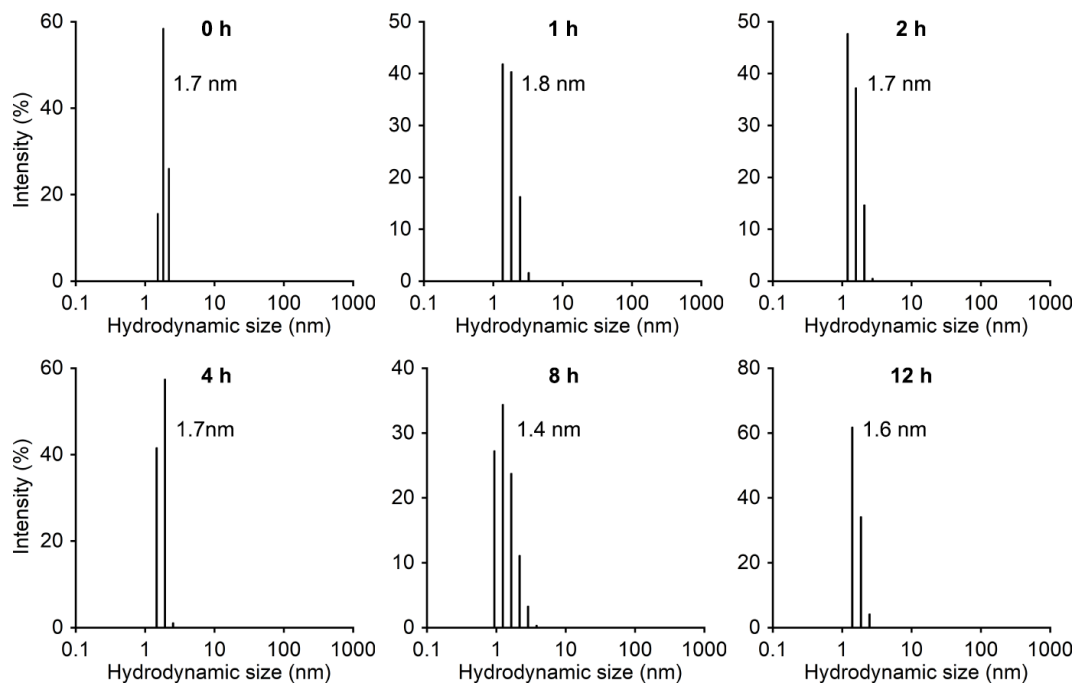 0 h
1.7 nm
60
40
20
0
Intensity (%)
0.1 1 10 100 1000
Hydrodynamic size (nm)
1 h
1.8 nm
50
40
30
20
10
0
0.1 1 10 100 1000
Hydrodynamic size (nm)
2 h
1.7 nm
50
40
30
20
10
0
0.1 1 10 100 1000
Hydrodynamic size (nm)
4 h
1.7nm
60
40
20
0
Intensity (%)
0.1 1 10 100 1000
Hydrodynamic size (nm)
8 h
1.4 nm
40
30
20
10
0
0.1 1 10 100 1000
Hydrodynamic size (nm)
12 h
1.6 nm
80
60
40
20
0
0.1 1 10 100 1000
Hydrodynamic size (nm)